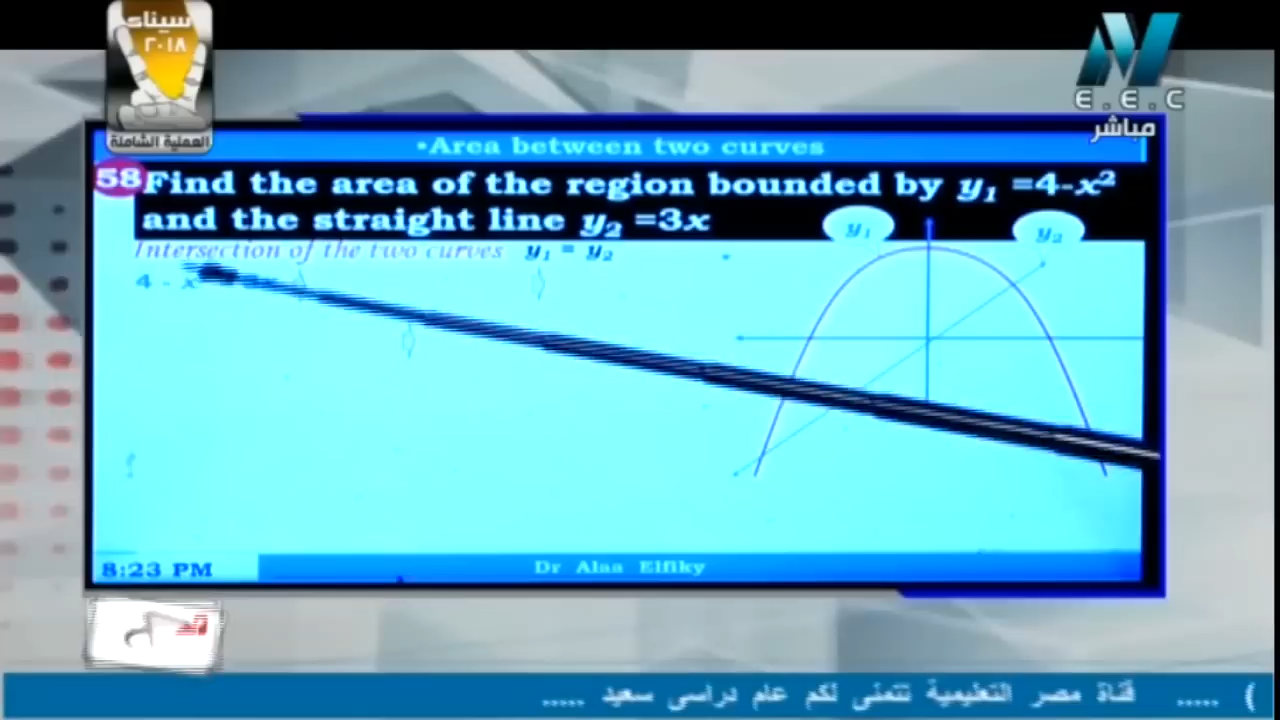 سيناء
٢٠١٨
العملية الشاملة
E.E.C
مباشر
•Area between two curves
58 Find the area of the region bounded by y₁ =4-x²
and the straight line y₂ =3x
y₁
y₂
Intersection of the two curves y₁ = y₂
4 - x
8:23 PM
Dr Alaa Elfiky
..... قناة مصر التعليمية تتمنى لكم عام دراسى سعيد .....